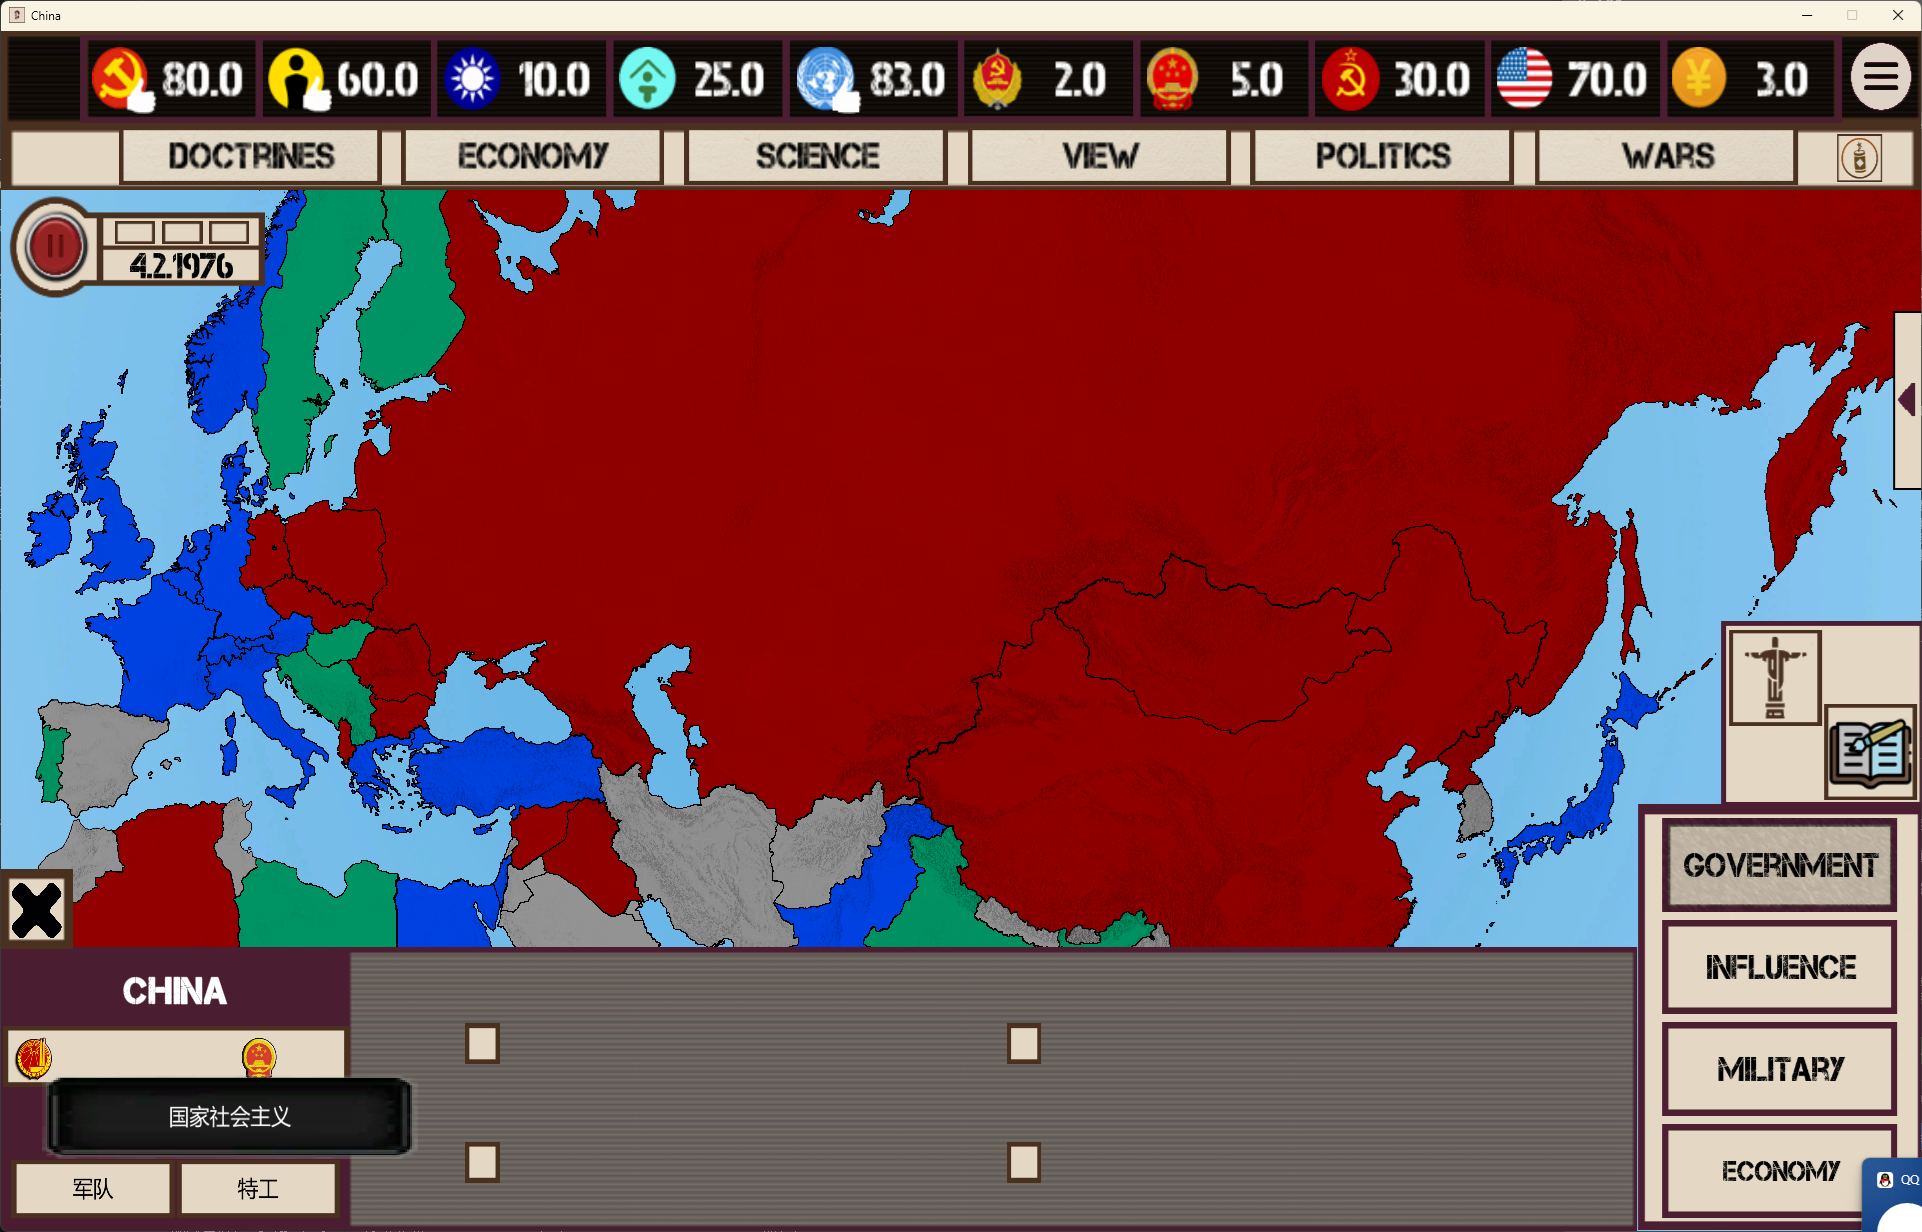 China
80.0 60.0 10.0 25.0 83.0 2.0 5.0 30.0 70.0 3.0
DOCTRINES ECONOMY SCIENCE VIEW POLITICS WARS
4.2.1976
GOVERNMENT
INFLUENCE
MILITARY
ECONOMY
CHINA
国家社会主义
军队 特工
QQ